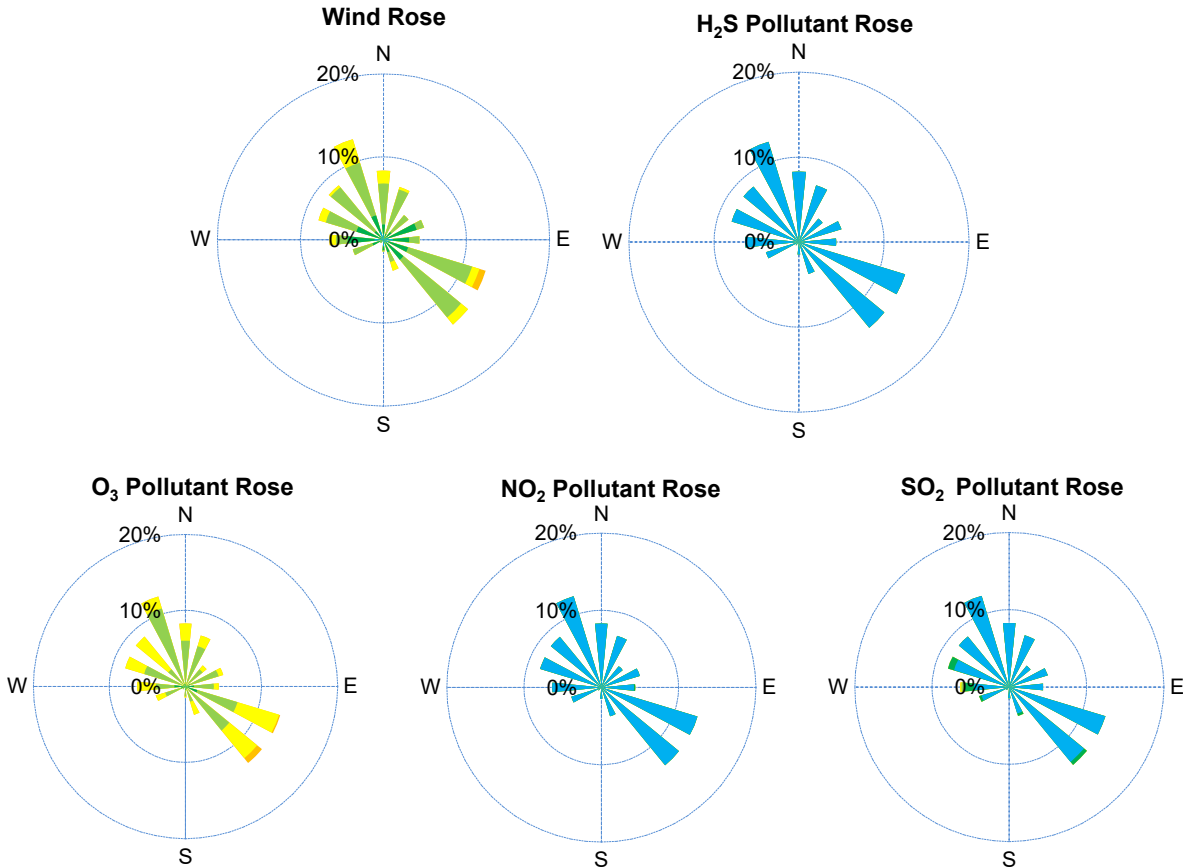 Wind Rose
N
20%
10%
0%
W
E
S
H₂S Pollutant Rose
N
20%
10%
0%
W
E
S
O₃ Pollutant Rose
N
20%
10%
0%
W
E
S
NO₂ Pollutant Rose
N
20%
10%
0%
W
E
S
SO₂ Pollutant Rose
N
20%
10%
0%
W
E
S